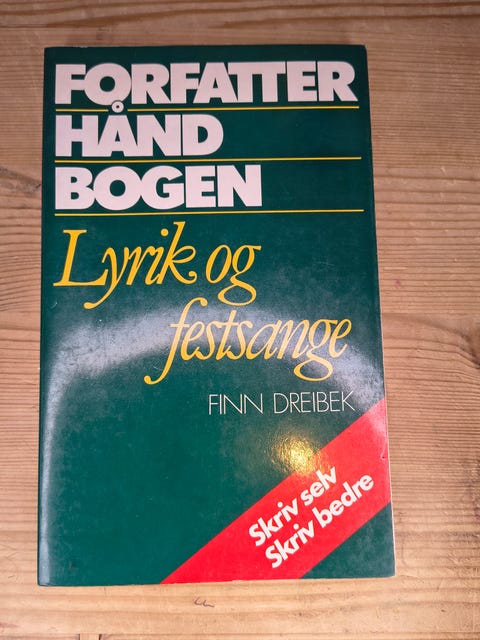 FORFATTER
HÅND
BOGEN
Lyrik og
festsange
FINN DREIBEK
Skriv selv
Skriv bedre